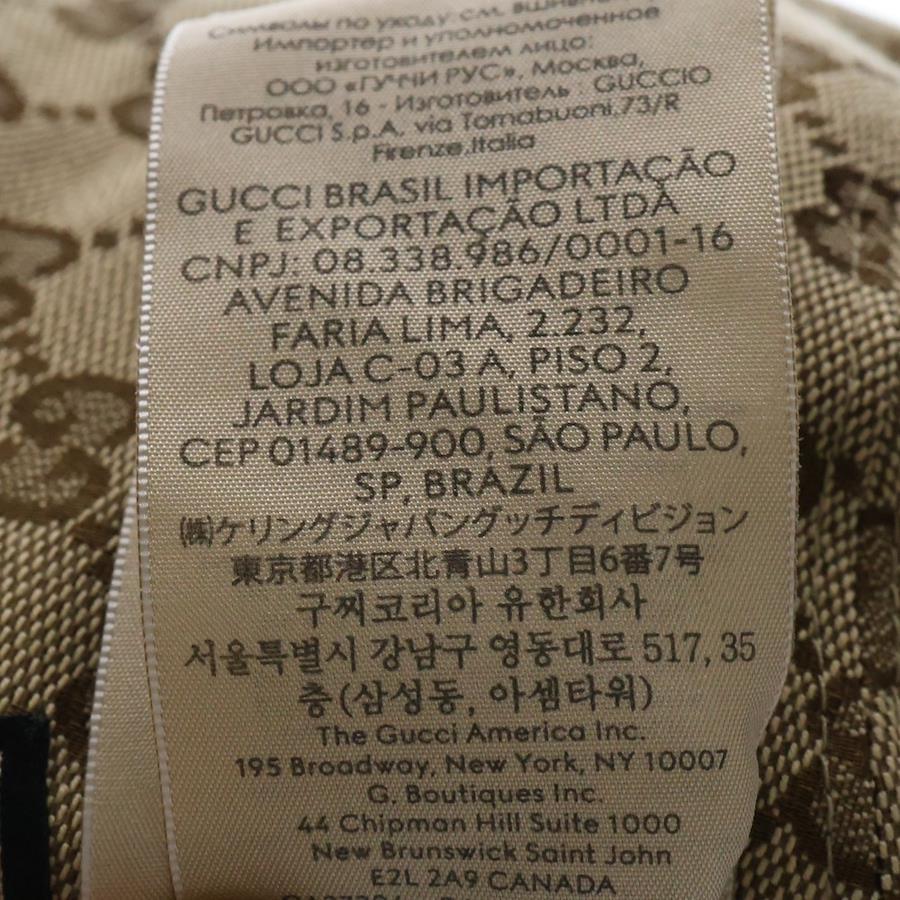 Символы по уходу: см. вшивн
Импортер и уполномоченное
изготовителем лицо:
ООО «ГУЧЧИ РУС», Москва,
Петровка, 16 - Изготовитель : GUCCIO
GUCCI S.p.A. via Tornabuoni,73/R
Firenze,Italia
GUCCI BRASIL IMPORTAÇÃO
E EXPORTAÇÃO LTDA
CNPJ: 08.338.986/0001-16
AVENIDA BRIGADEIRO
FARIA LIMA, 2.232,
LOJA C-03 A, PISO 2,
JARDIM PAULISTANO,
CEP 01489-900, SÃO PAULO,
SP, BRAZIL
㈱ケリングジャパングッチディビジョン
東京都港区北青山3丁目6番7号
구찌코리아 유한회사
서울특별시 강남구 영동대로 517, 35
층(삼성동, 아셈타워)
The Gucci America Inc.
195 Broadway, New York, NY 10007
G. Boutiques Inc.
44 Chipman Hill Suite 1000
New Brunswick Saint John
E2L 2A9 CANADA